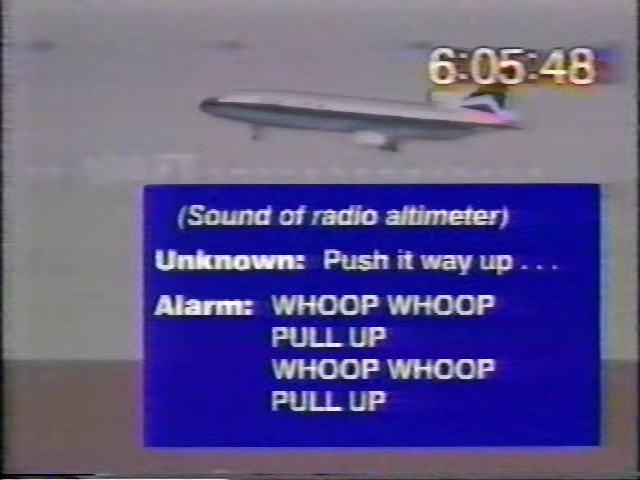 6:05:48
(Sound of radio altimeter)
Unknown: Push it way up . . .
Alarm: WHOOP WHOOP
PULL UP
WHOOP WHOOP
PULL UP